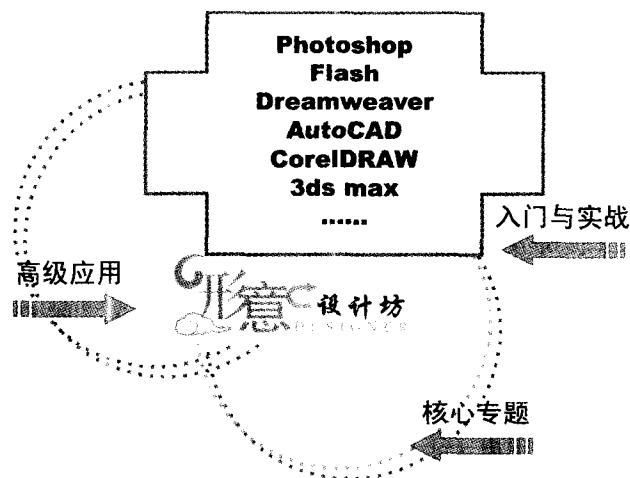 Photoshop
Flash
Dreamweaver
AutoCAD
CorelDRAW
3ds max
……
入门与实战
高级应用
形意设计坊
DESIGNER
核心专题